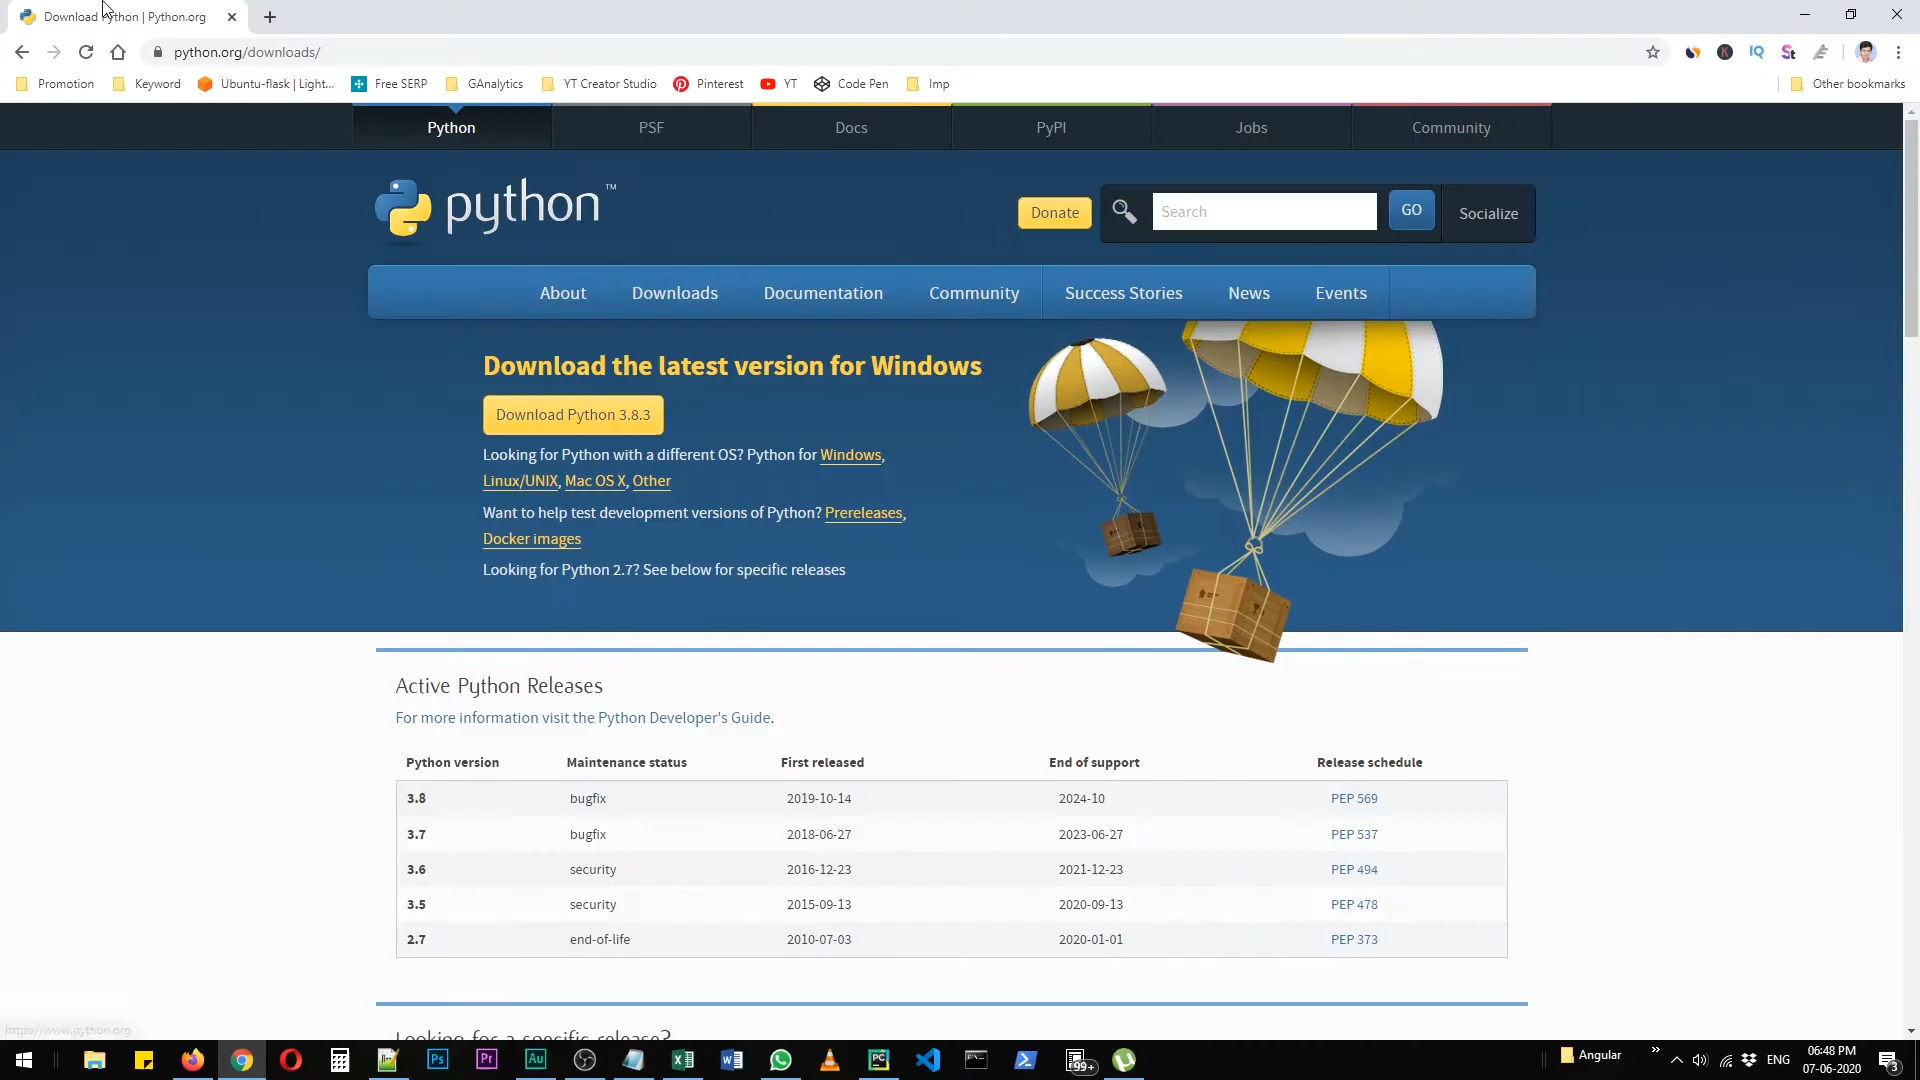 Download Python | Python.org
python.org/downloads/
Promotion
Keyword
Ubuntu-flask | Light...
Free SERP
GAnalytics
YT Creator Studio
Pinterest
YT
Code Pen
Imp
Other bookmarks
Python
PSF
Docs
PyPI
Jobs
Community
python™
Donate
Search
GO
Socialize
About
Downloads
Documentation
Community
Success Stories
News
Events
Download the latest version for Windows
Download Python 3.8.3
Looking for Python with a different OS? Python for Windows,
Linux/UNIX, Mac OS X, Other
Want to help test development versions of Python? Prereleases,
Docker images
Looking for Python 2.7? See below for specific releases
Active Python Releases
For more information visit the Python Developer's Guide.
Python version Maintenance status First released End of support Release schedule
3.8 bugfix 2019-10-14 2024-10 PEP 569
3.7 bugfix 2018-06-27 2023-06-27 PEP 537
3.6 security 2016-12-23 2021-12-23 PEP 494
3.5 security 2015-09-13 2020-09-13 PEP 478
2.7 end-of-life 2010-07-03 2020-01-01 PEP 373
Looking for a specific release?
https://www.python.org
Angular
ENG
06:48 PM
07-06-2020
3